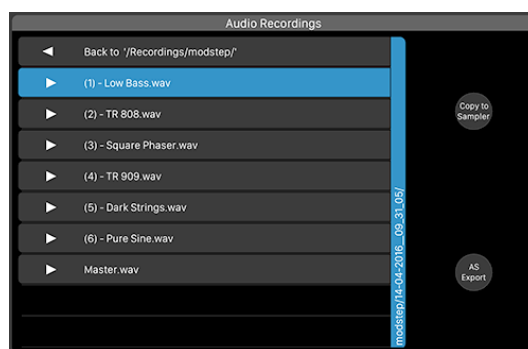 Audio Recordings
Back to '/Recordings/modstep/'
(1) - Low Bass.wav
(2) - TR 808.wav
(3) - Square Phaser.wav
(4) - TR 909.wav
(5) - Dark Strings.wav
(6) - Pure Sine.wav
Master.wav
modstep/14-04-2016__09_31_05/
Copy to
Sampler
AS
Export